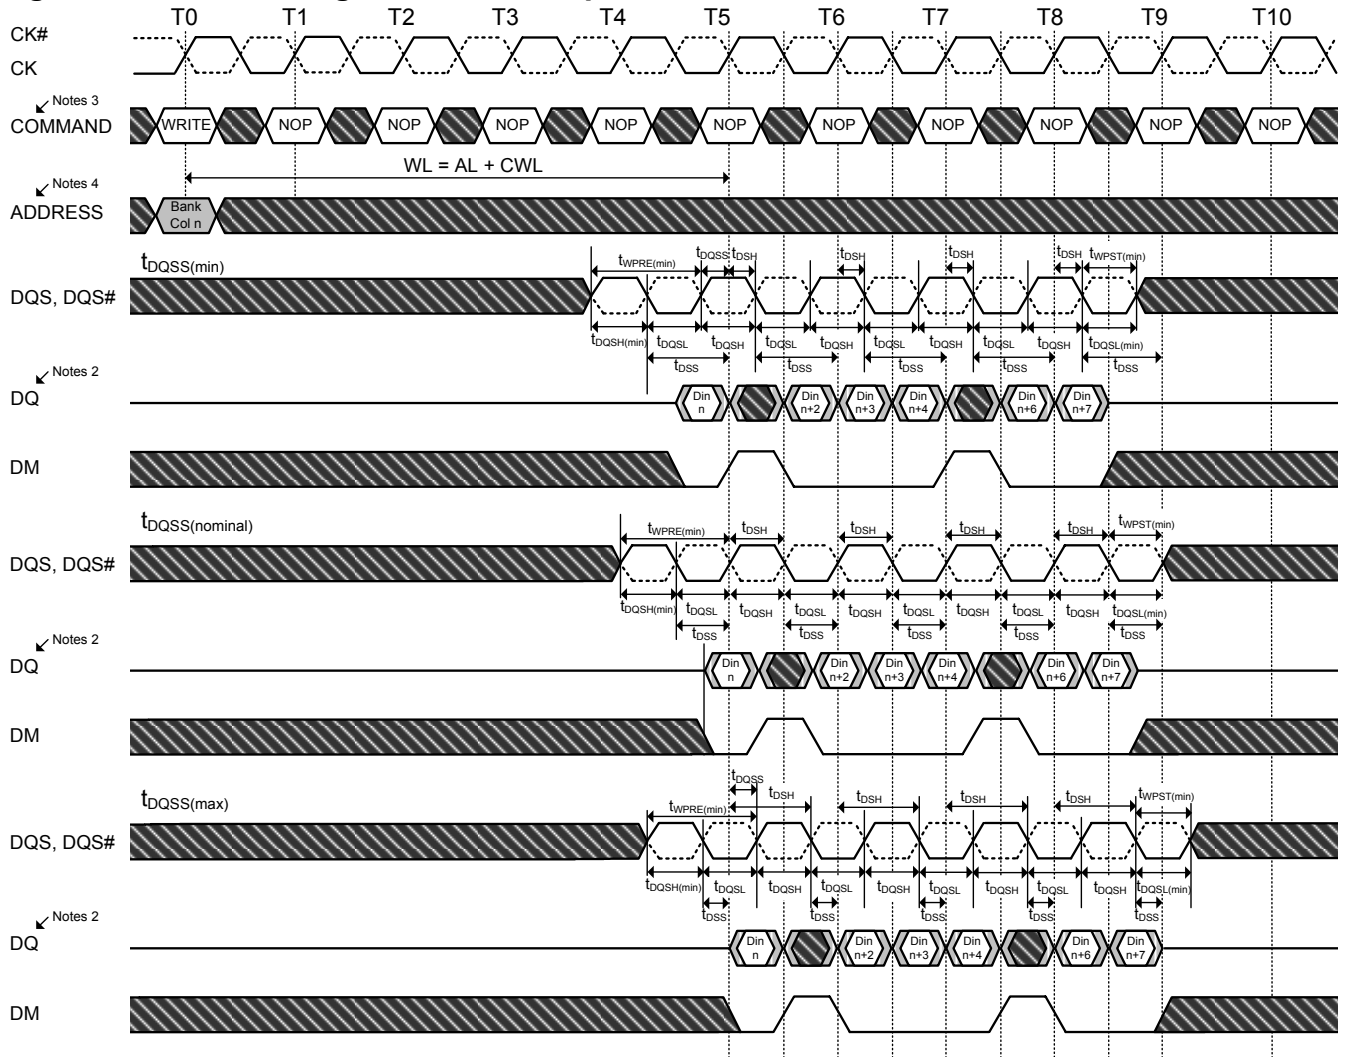 T0 T1 T2 T3 T4 T5 T6 T7 T8 T9 T10
CK#
CK
Notes 3
COMMAND WRITE NOP NOP NOP NOP NOP NOP NOP NOP NOP NOP
WL = AL + CWL
Notes 4
ADDRESS Bank Col n
tDQSS(min) tWPRE(min) tDQSS tDSH tDSH tDSH tDSH tWPST(min)
DQS, DQS#
tDQSH(min) tDQSL tDQSH tDQSL tDQSH tDQSL tDQSH tDQSL tDQSH tDQSL(min)
tDSS tDSS tDSS tDSS tDSS
Notes 2
DQ Din n Din n+2 Din n+3 Din n+4 Din n+6 Din n+7
DM
tDQSS(nominal) tWPRE(min) tDSH tDSH tDSH tDSH tWPST(min)
DQS, DQS#
tDQSH(min) tDQSL tDQSH tDQSL tDQSH tDQSL tDQSH tDQSL tDQSH tDQSL(min)
tDSS tDSS tDSS tDSS tDSS
Notes 2
DQ Din n Din n+2 Din n+3 Din n+4 Din n+6 Din n+7
DM
tDQSS
tDQSS(max) tWPRE(min) tDSH tDSH tDSH tDSH tWPST(min)
DQS, DQS#
tDQSH(min) tDQSL tDQSH tDQSL tDQSH tDQSL tDQSH tDQSL tDQSH tDQSL(min)
tDSS tDSS tDSS tDSS tDSS
Notes 2
DQ Din n Din n+2 Din n+3 Din n+4 Din n+6 Din n+7
DM